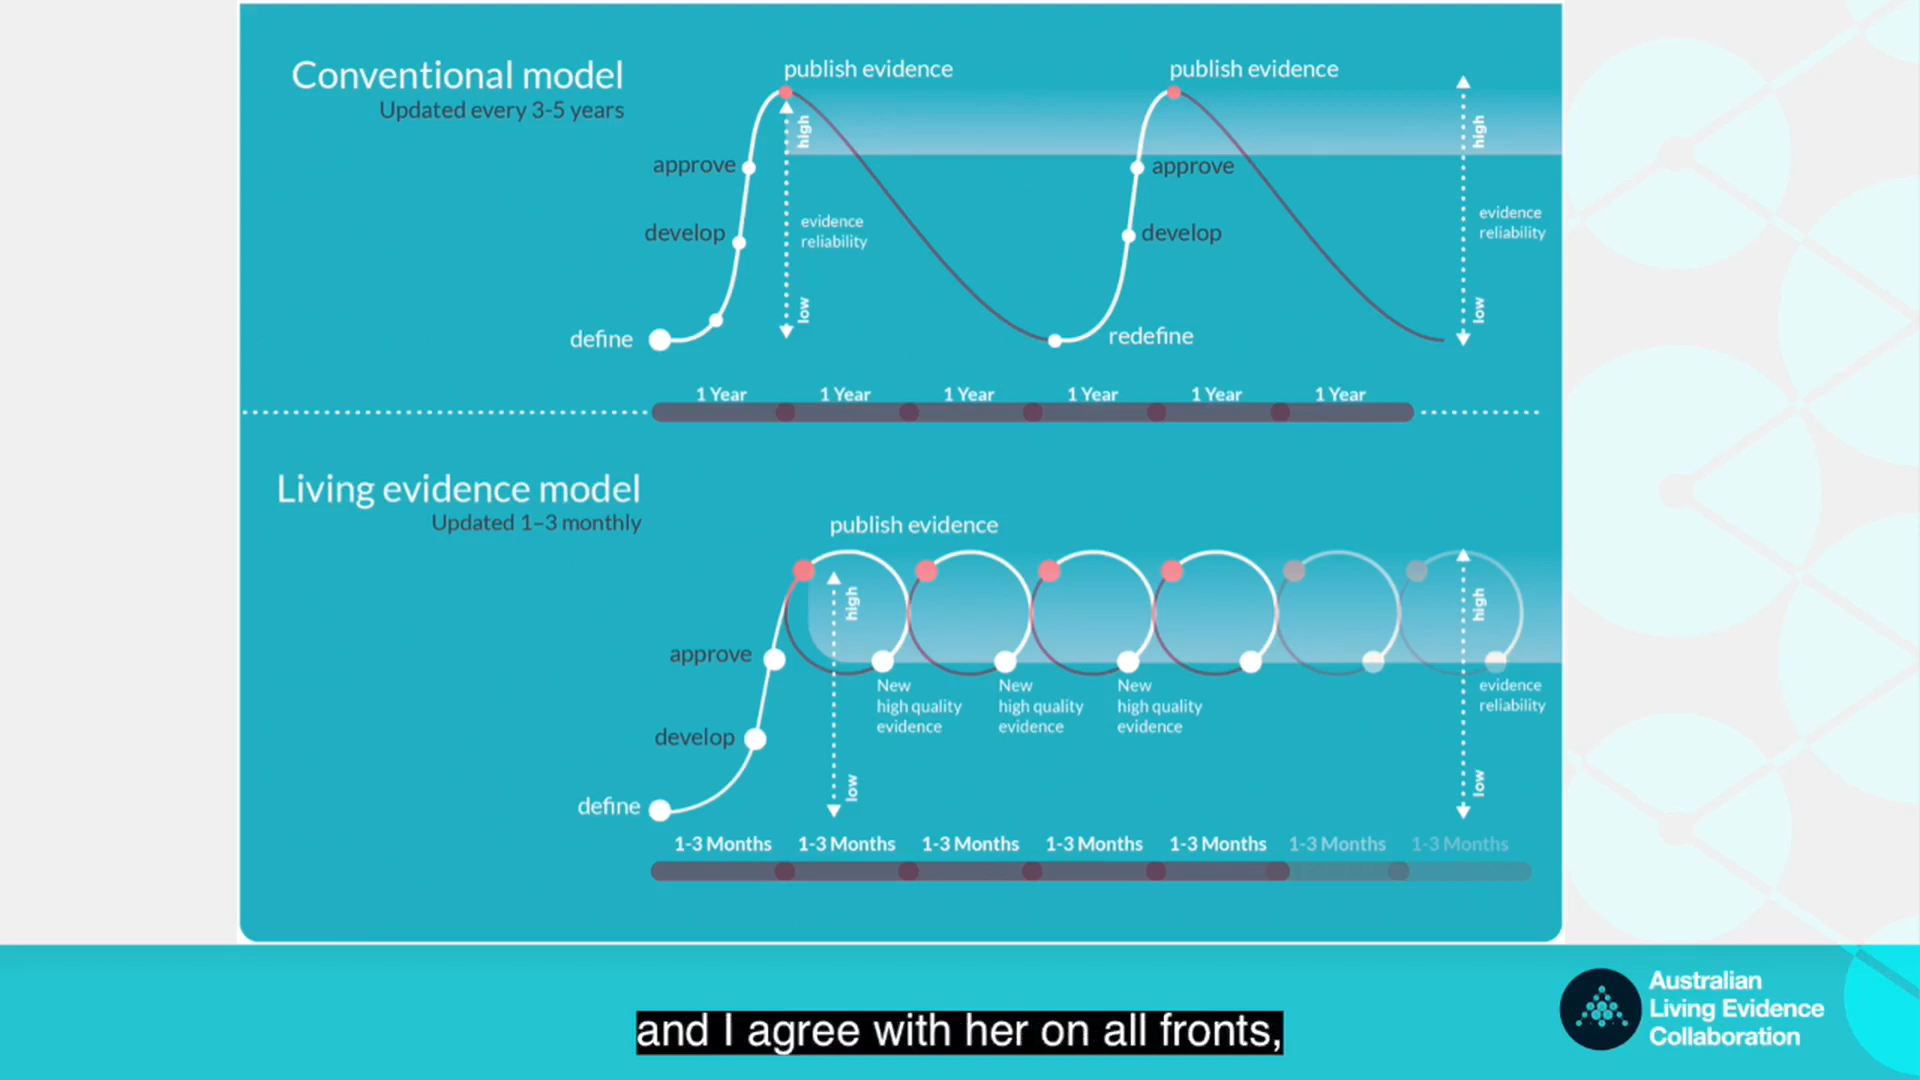 Conventional model
Updated every 3-5 years
publish evidence
publish evidence
high
high
approve
approve
evidence
reliability
evidence
reliability
develop
develop
low
low
define
redefine
1 Year
1 Year
1 Year
1 Year
1 Year
1 Year
Living evidence model
Updated 1–3 monthly
publish evidence
high
high
approve
New
high quality
evidence
New
high quality
evidence
New
high quality
evidence
evidence
reliability
develop
low
low
define
1-3 Months
1-3 Months
1-3 Months
1-3 Months
1-3 Months
1-3 Months
1-3 Months
Australian
Living Evidence
Collaboration
and I agree with her on all fronts,